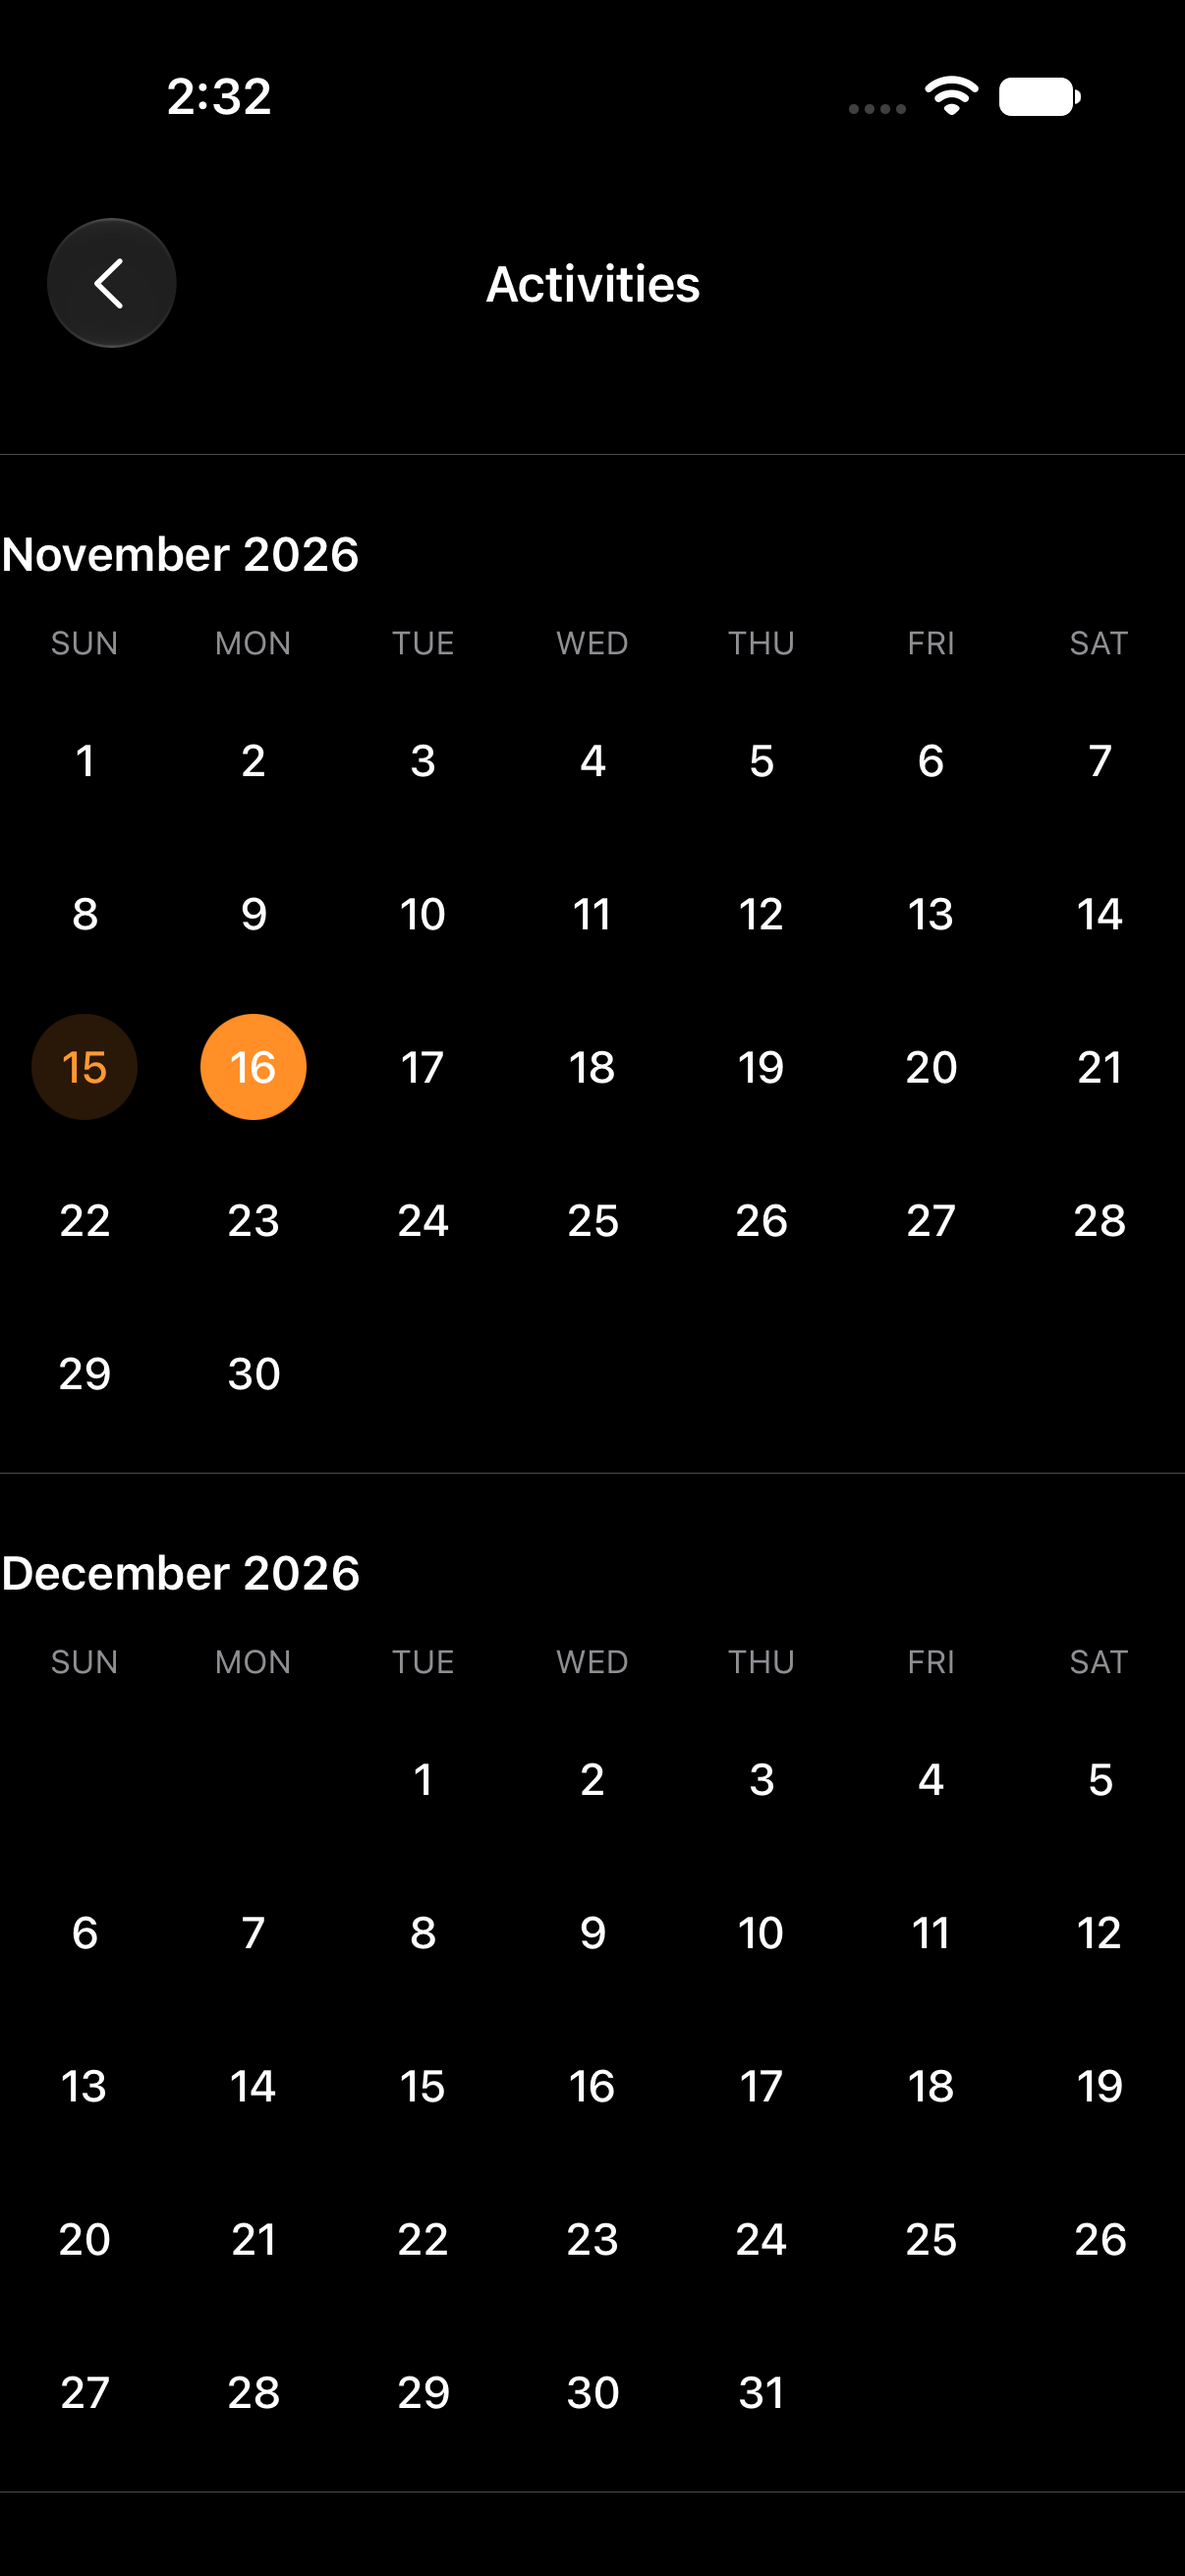 2:32
Activities
November 2026
SUN MON TUE WED THU FRI SAT
1 2 3 4 5 6 7
8 9 10 11 12 13 14
15 16 17 18 19 20 21
22 23 24 25 26 27 28
29 30
December 2026
SUN MON TUE WED THU FRI SAT
1 2 3 4 5
6 7 8 9 10 11 12
13 14 15 16 17 18 19
20 21 22 23 24 25 26
27 28 29 30 31